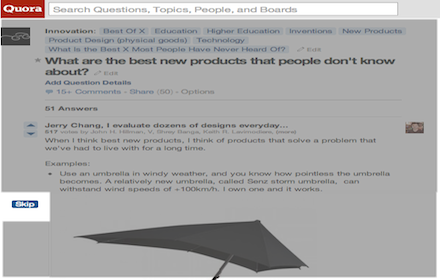 Quora Search Questions, Topics, People, and Boards
Innovation: Best Of X Education Higher Education Inventions New Products
Product Design (physical goods) Technology
What Is the Best X Most People Have Never Heard Of? Edit
What are the best new products that people don't know
about? Edit
Add Question Details
15+ Comments • Share (50) • Options
51 Answers
Jerry Chang, I evaluate dozens of designs everyday...
517 votes by John H. Hillman, V. Shray Banga, Keith R.
When I think best new products, I think of products that solve a problem that
we've had to live with for a long time.
Examples:
• Use an umbrella in windy weather, and you know how pointless the umbrella
becomes. A relatively new umbrella, called Senz storm umbrella, can
withstand wind speeds of ~100km/h. I own one and it works.
Skip